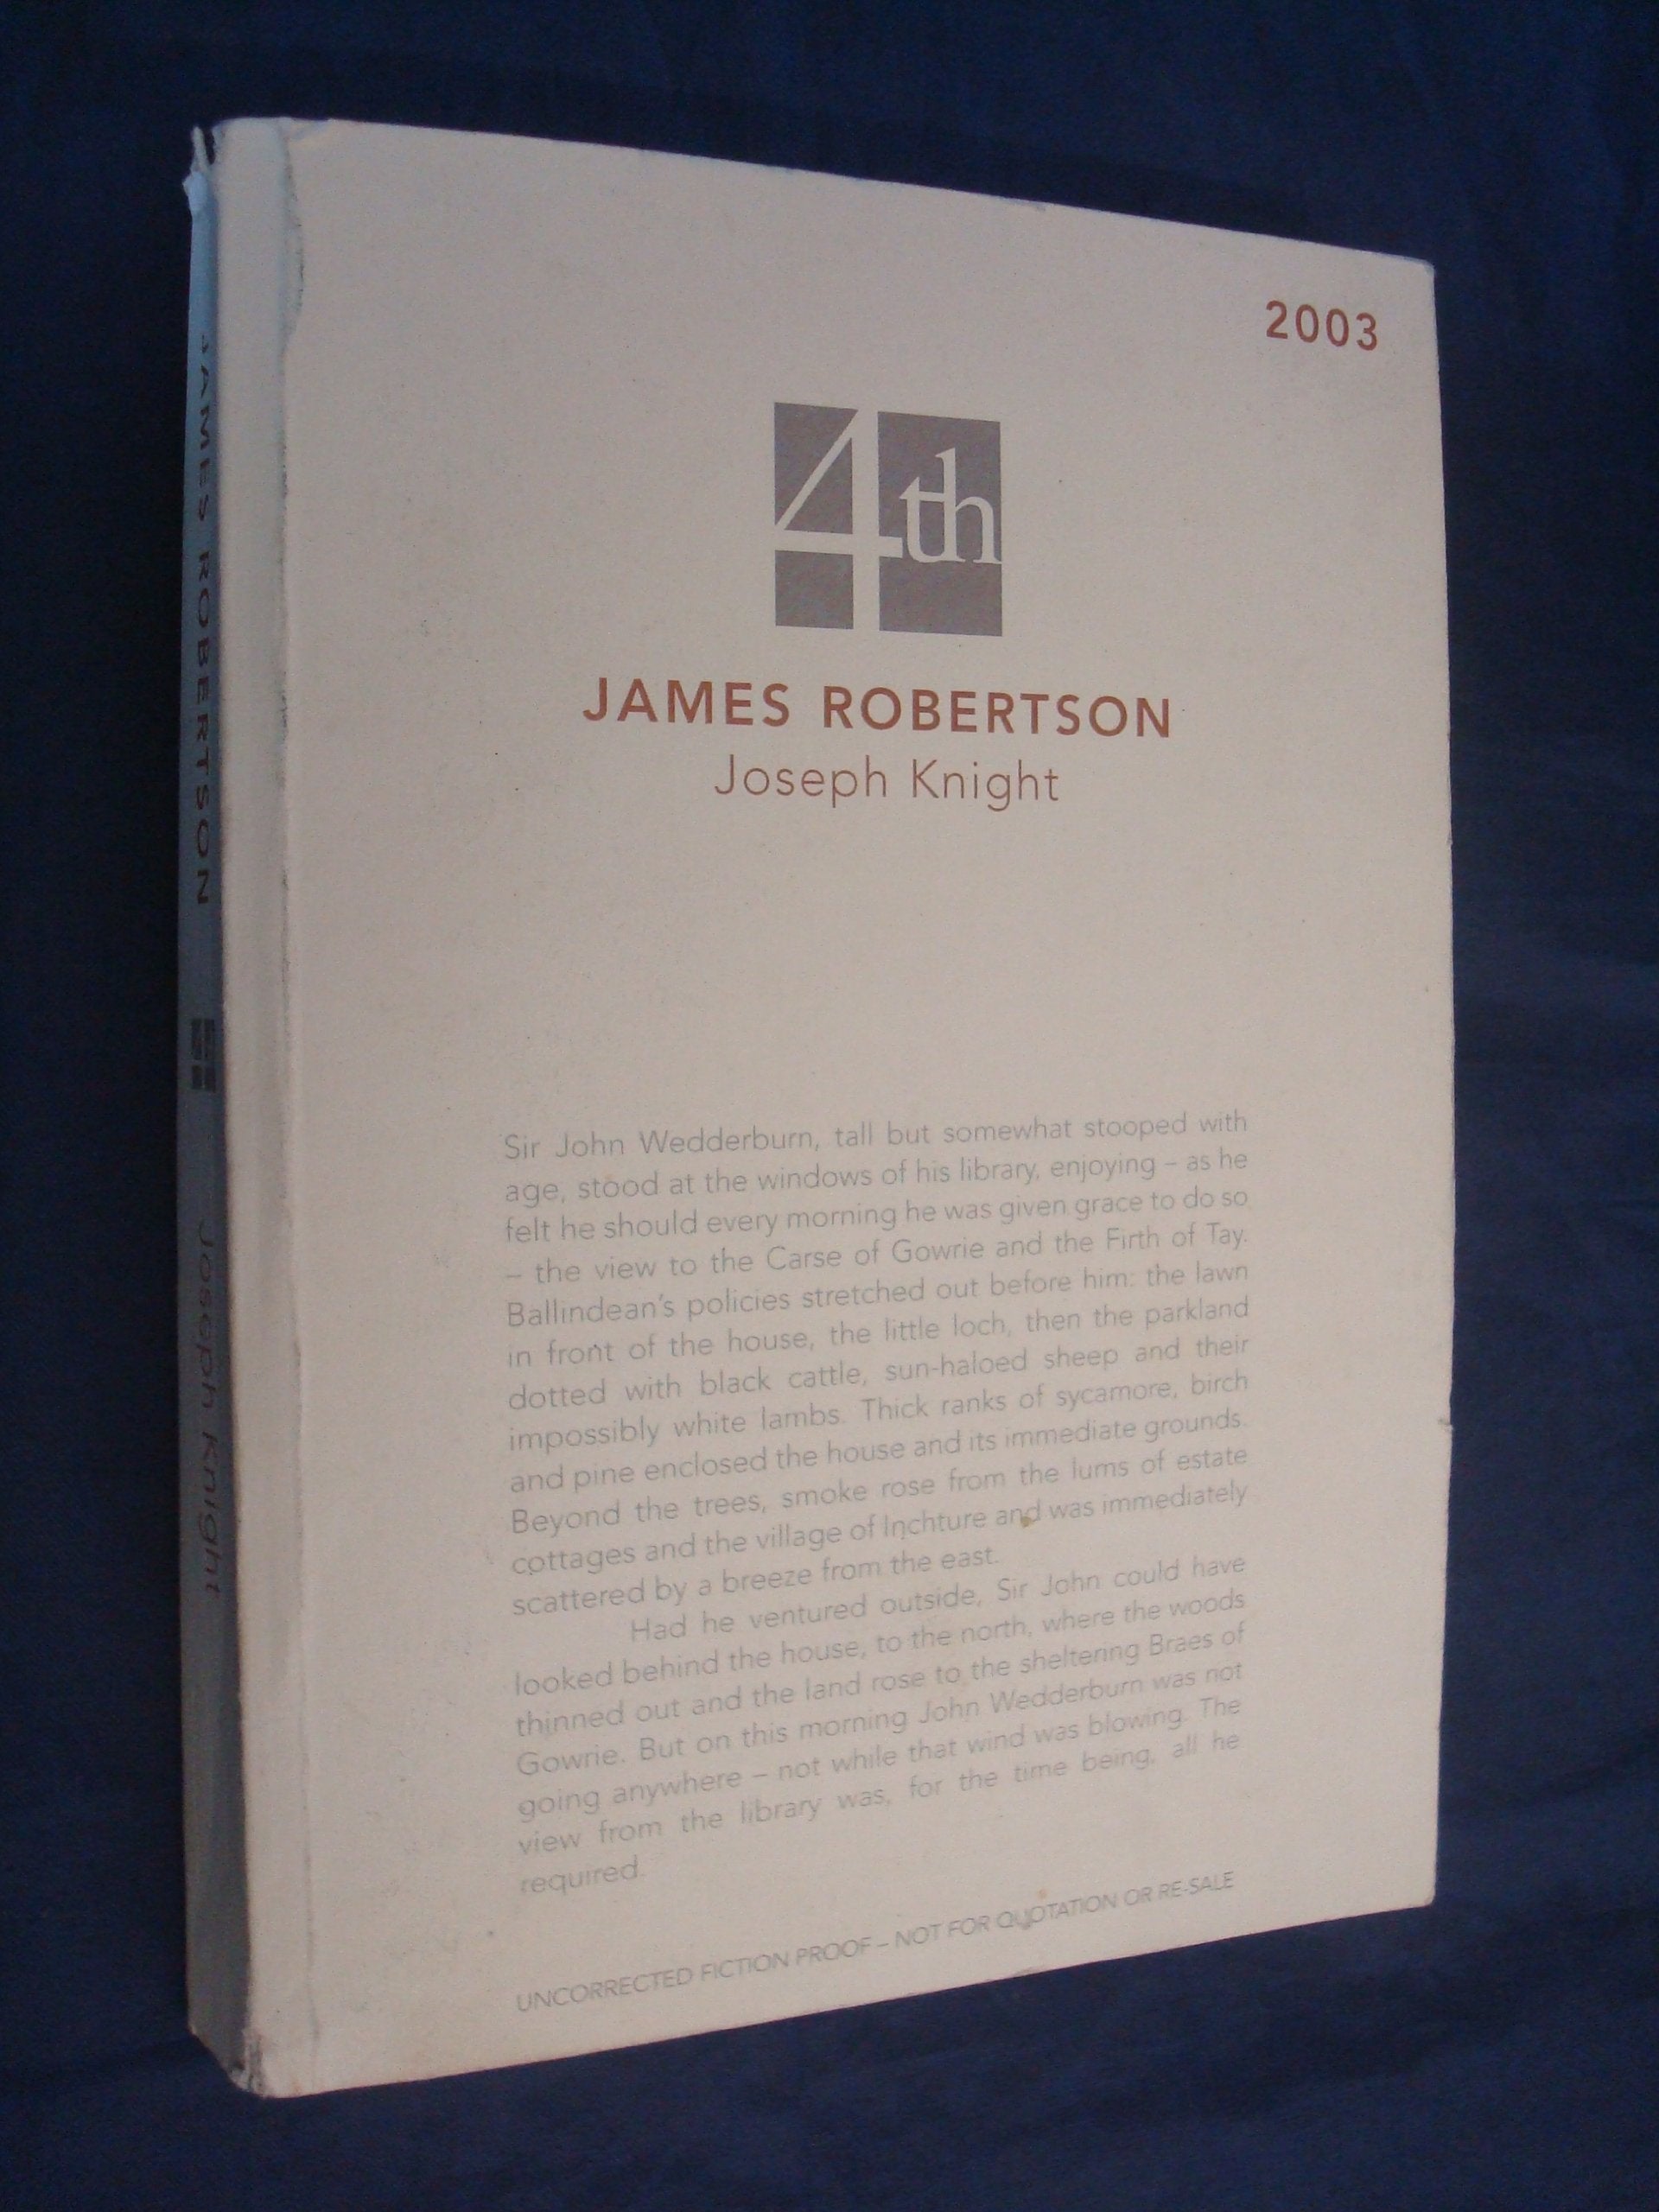 2003
4th
JAMES ROBERTSON
Joseph Knight
Sir John Wedderburn, tall but somewhat stooped with
age, stood at the windows of his library, enjoying – as he
felt he should every morning he was given grace to do so
– the view to the Carse of Gowrie and the Firth of Tay.
Ballindean's policies stretched out before him: the lawn
in front of the house, the little loch, then the parkland
dotted with black cattle, sun-haloed sheep and their
impossibly white lambs. Thick ranks of sycamore, birch
and pine enclosed the house and its immediate grounds.
Beyond the trees, smoke rose from the lums of estate
cottages and the village of Inchture and was immediately
scattered by a breeze from the east.
Had he ventured outside, Sir John could have
looked behind the house, to the north, where the woods
thinned out and the land rose to the sheltering Braes of
Gowrie. But on this morning John Wedderburn was not
going anywhere – not while that wind was blowing. The
view from the library was, for the time being, all he
required.
UNCORRECTED FICTION PROOF – NOT FOR QUOTATION OR RE-SALE
JAMES ROBERTSON Joseph Knight